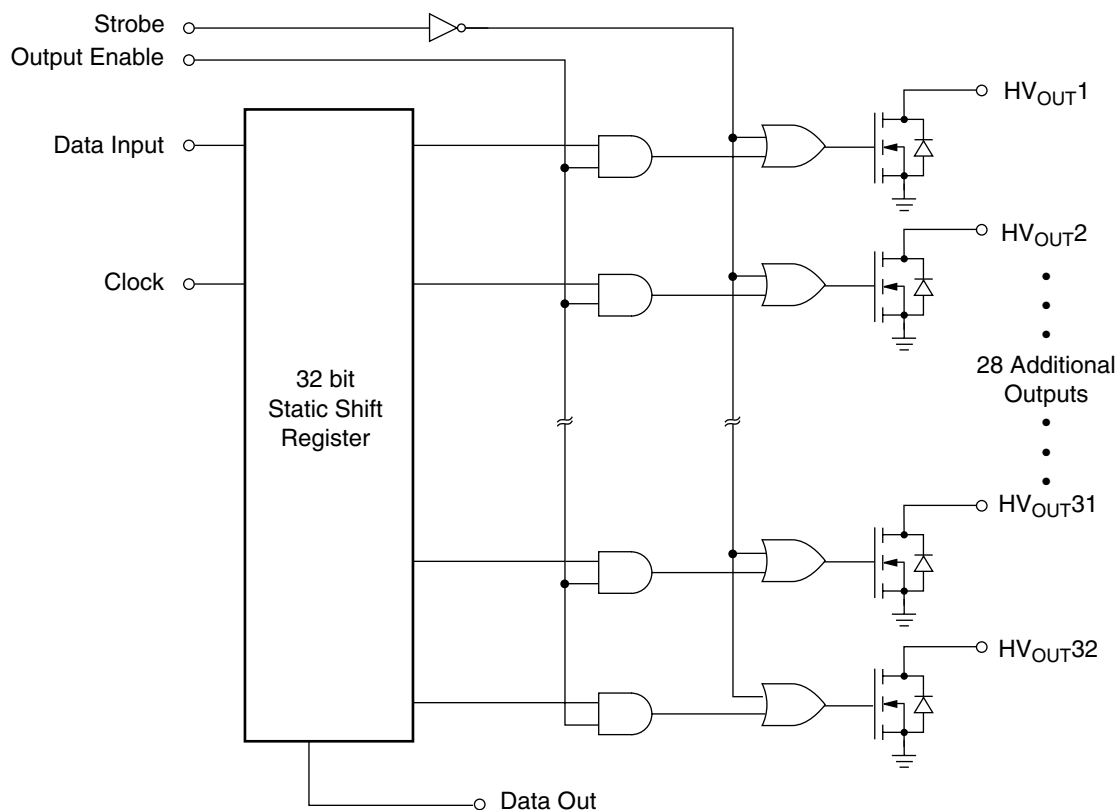 Strobe
Output Enable
HV_OUT1
Data Input
HV_OUT2
Clock
32 bit
Static Shift
Register
28 Additional
Outputs
HV_OUT31
HV_OUT32
Data Out